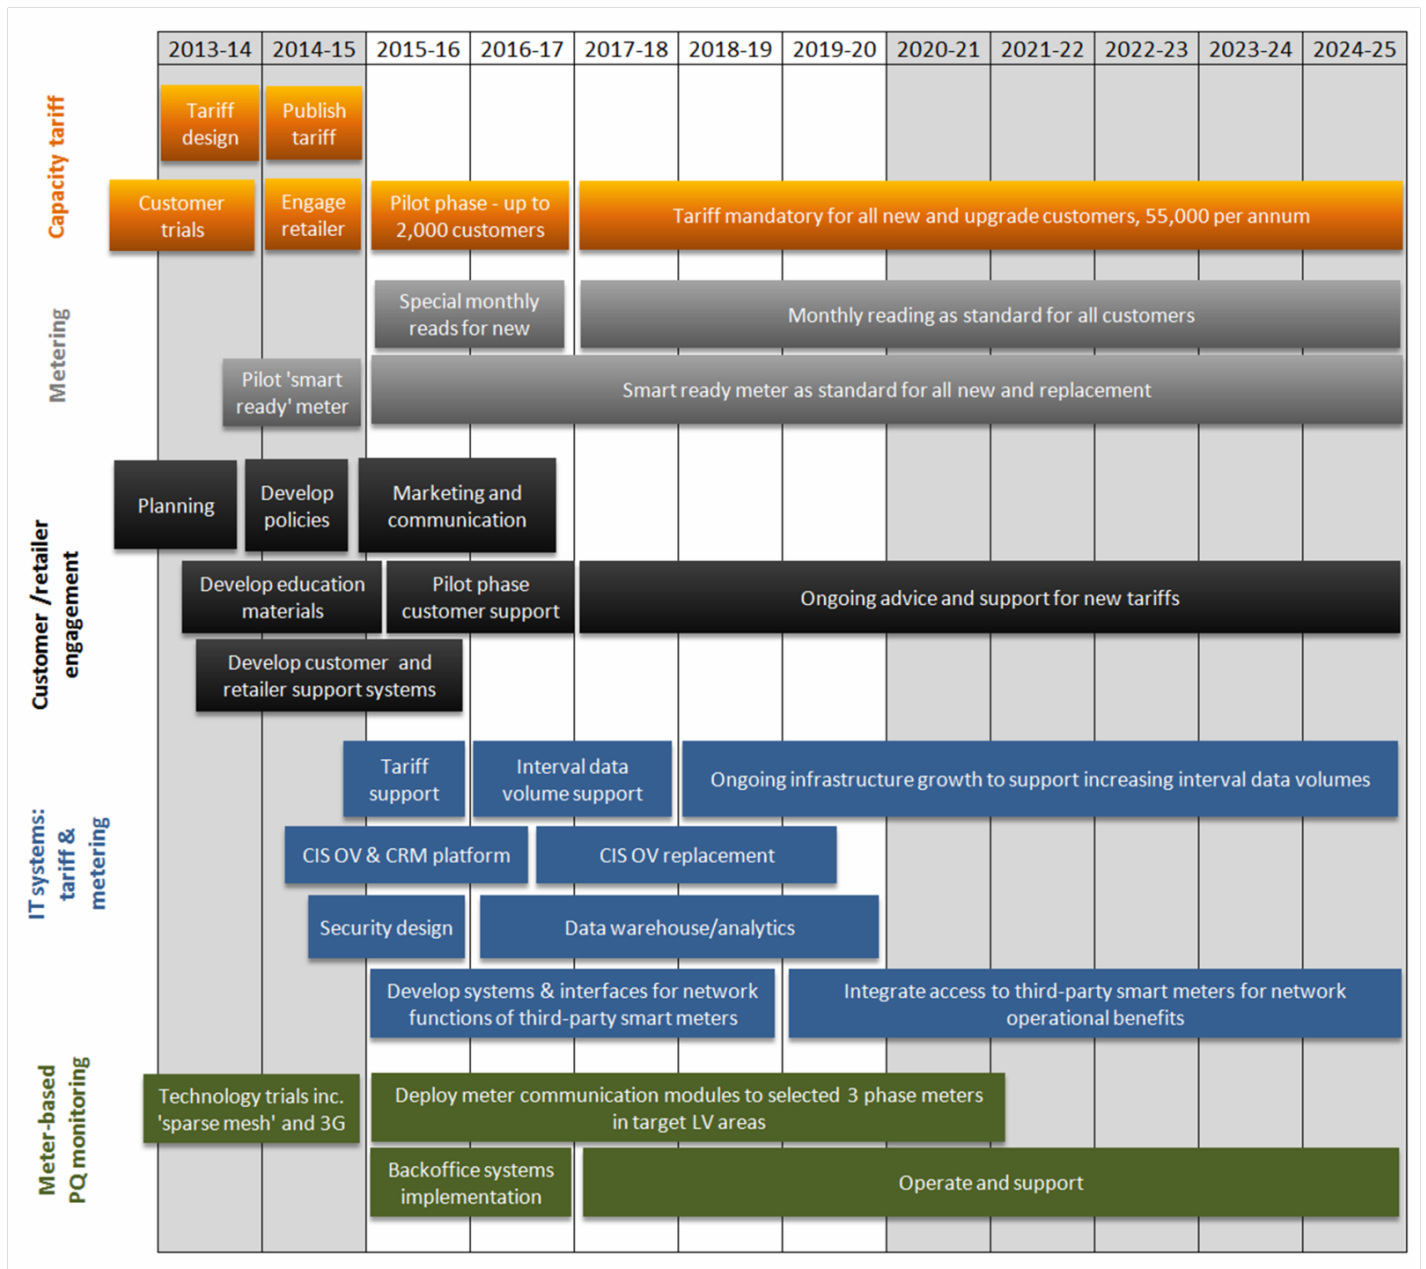 2013-14 2014-15 2015-16 2016-17 2017-18 2018-19 2019-20 2020-21 2021-22 2022-23 2023-24 2024-25
Capacity tariff
Tariff
design
Publish
tariff
Customer
trials
Engage
retailer
Pilot phase - up to
2,000 customers
Tariff mandatory for all new and upgrade customers, 55,000 per annum
Metering
Special monthly
reads for new
Monthly reading as standard for all customers
Pilot 'smart
ready' meter
Smart ready meter as standard for all new and replacement
Customer /retailer
engagement
Planning
Develop
policies
Marketing and
communication
Develop education
materials
Pilot phase
customer support
Ongoing advice and support for new tariffs
Develop customer and
retailer support systems
IT systems:
tariff &
metering
Tariff
support
Interval data
volume support
Ongoing infrastructure growth to support increasing interval data volumes
CIS OV & CRM platform
CIS OV replacement
Security design
Data warehouse/analytics
Develop systems & interfaces for network
functions of third-party smart meters
Integrate access to third-party smart meters for network
operational benefits
Meter-based
PQ monitoring
Technology trials inc.
'sparse mesh' and 3G
Deploy meter communication modules to selected 3 phase meters
in target LV areas
Backoffice systems
implementation
Operate and support